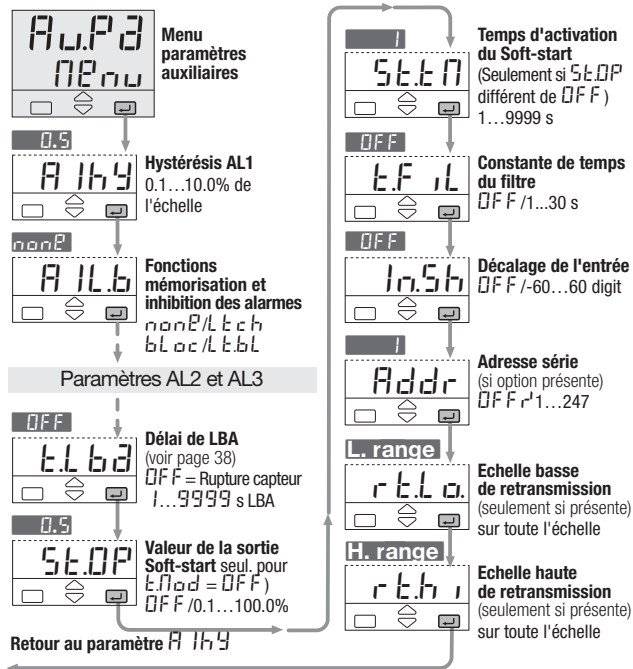 Au.Pa
MEnu
Menu
paramètres
auxiliaires
0.5
A1hy
Hystérésis AL1
0.1…10.0% de
l'échelle
none
A1L.b
Fonctions
mémorisation et
inhibition des alarmes
none/Ltch
bLoc/Lt.bL
Paramètres AL2 et AL3
OFF
t.Lba
Délai de LBA
(voir page 38)
OFF = Rupture capteur
1…9999 s LBA
0.5
St.OP
Valeur de la sortie
Soft-start seul. pour
t.Mod = OFF)
OFF/0.1…100.0%
Retour au paramètre A1hy
1
St.tM
Temps d'activation
du Soft-start
(Seulement si St.OP
différent de OFF)
1…9999 s
OFF
t.FiL
Constante de temps
du filtre
OFF/1...30 s
OFF
In.Sh
Décalage de l'entrée
OFF/-60…60 digit
1
Addr
Adresse série
(si option présente)
OFF/1…247
L. range
rt.Lo.
Echelle basse
de retransmission
(seulement si présente)
sur toute l'échelle
H. range
rt.hi
Echelle haute
de retransmission
(seulement si présente)
sur toute l'échelle